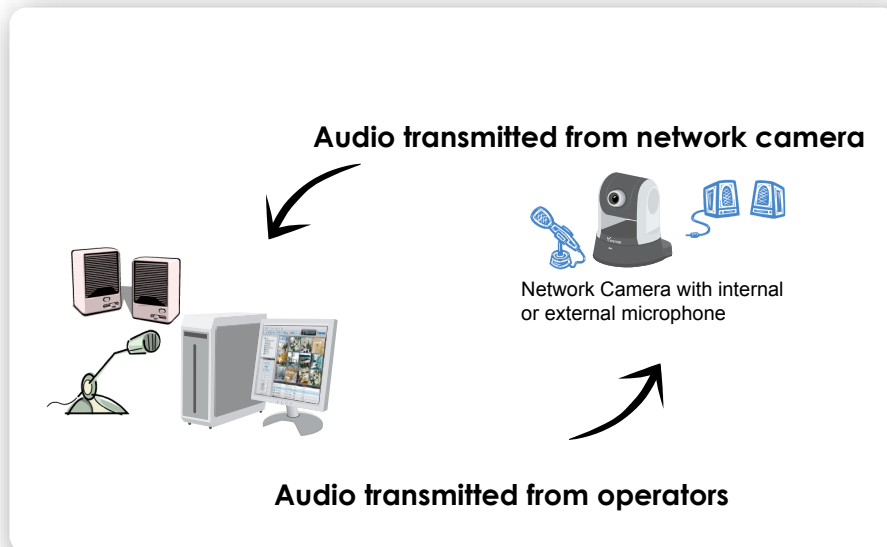 Audio transmitted from network camera
Network Camera with internal
or external microphone
Audio transmitted from operators